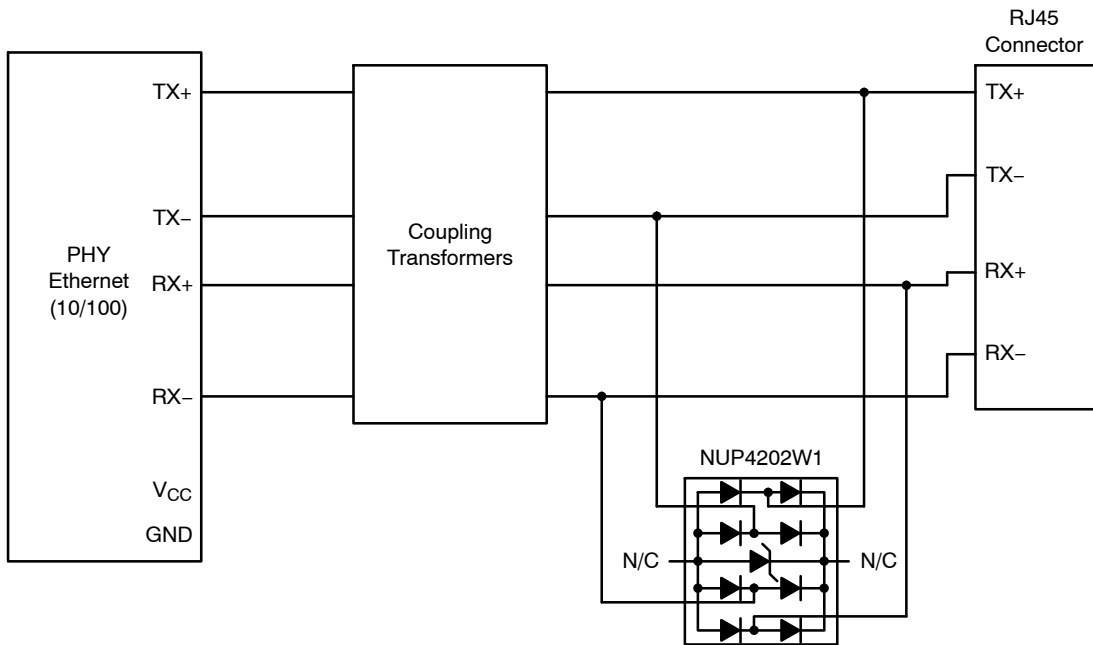 RJ45
Connector
TX+
TX−
RX+
RX−
PHY
Ethernet
(10/100)
VCC
GND
Coupling
Transformers
TX+
TX−
RX+
RX−
NUP4202W1
N/C
N/C